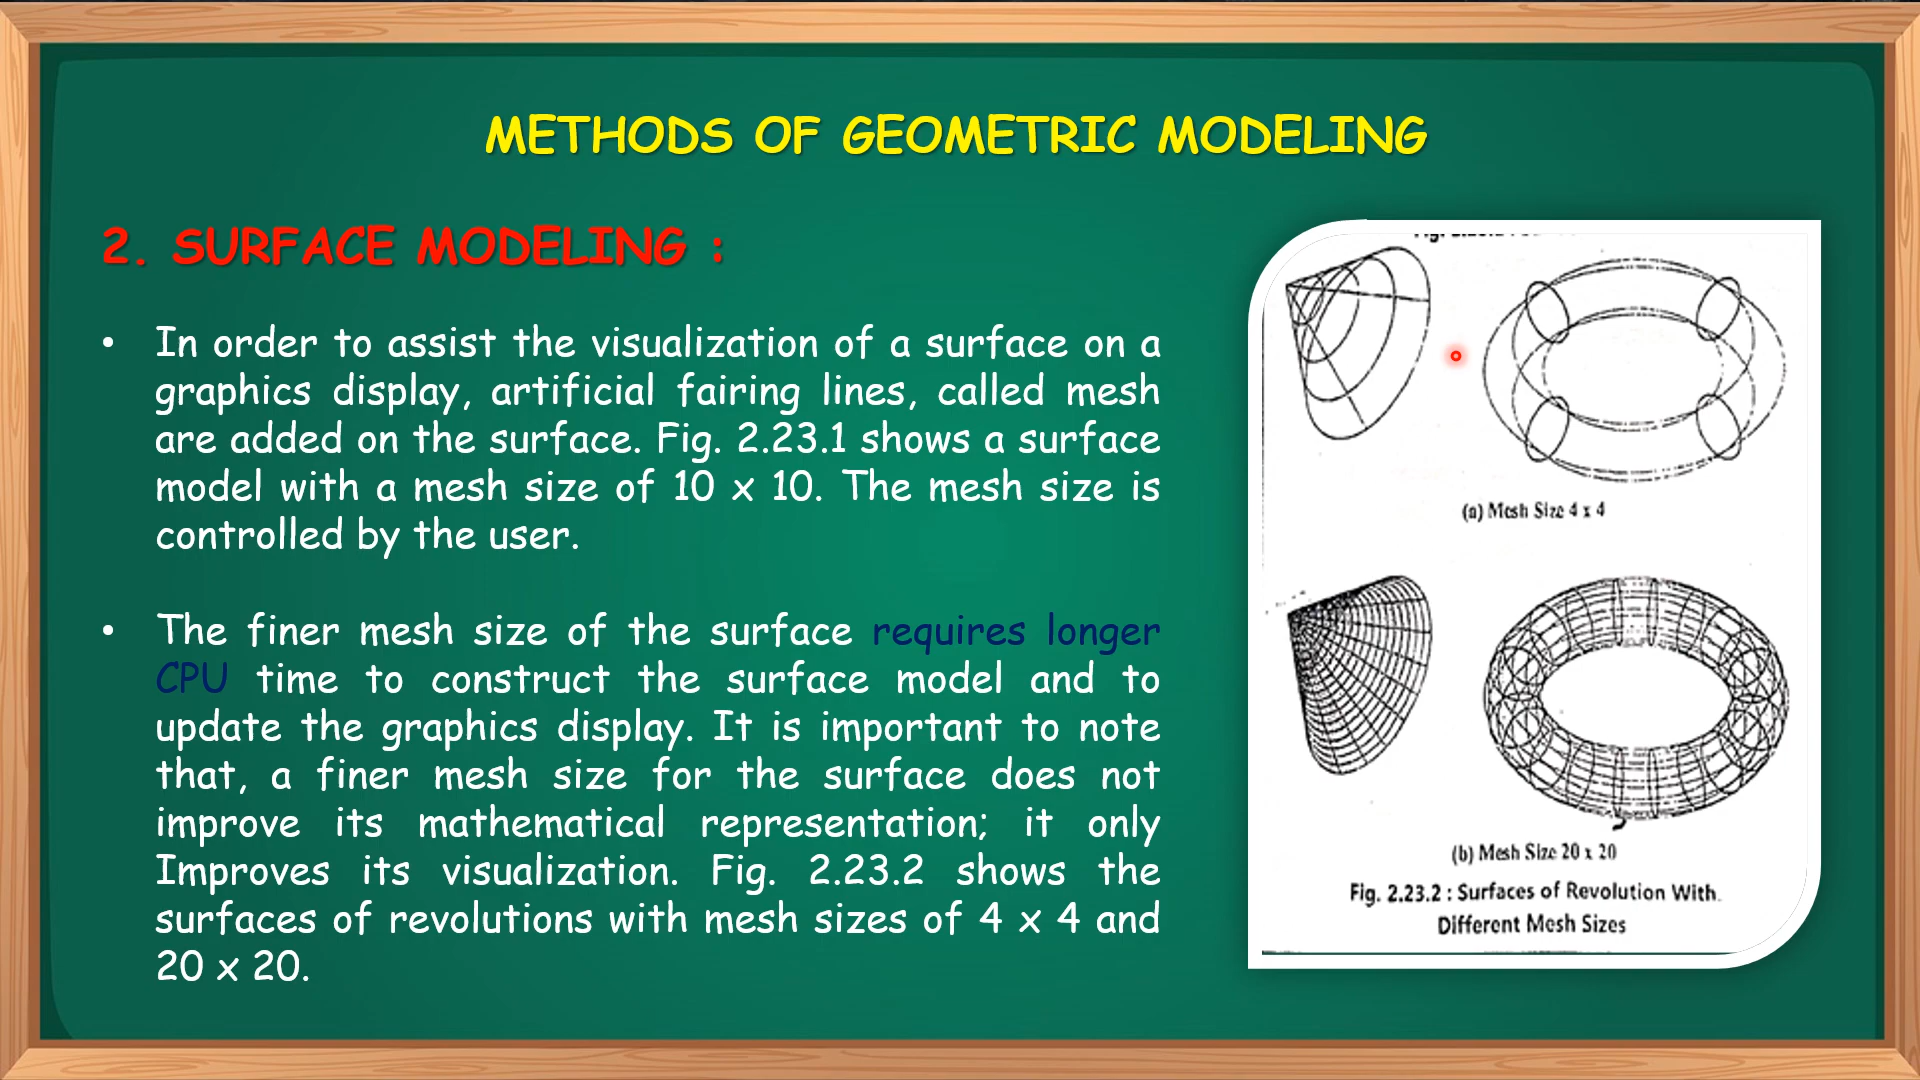 METHODS OF GEOMETRIC MODELING
2. SURFACE MODELING :
• In order to assist the visualization of a surface on a
graphics display, artificial fairing lines, called mesh
are added on the surface. Fig. 2.23.1 shows a surface
model with a mesh size of 10 x 10. The mesh size is
controlled by the user.
• The finer mesh size of the surface requires longer
CPU time to construct the surface model and to
update the graphics display. It is important to note
that, a finer mesh size for the surface does not
improve its mathematical representation; it only
Improves its visualization. Fig. 2.23.2 shows the
surfaces of revolutions with mesh sizes of 4 x 4 and
20 x 20.
(a) Mesh Size 4 x 4
(b) Mesh Size 20 x 20
Fig. 2.23.2 : Surfaces of Revolution With
Different Mesh Sizes